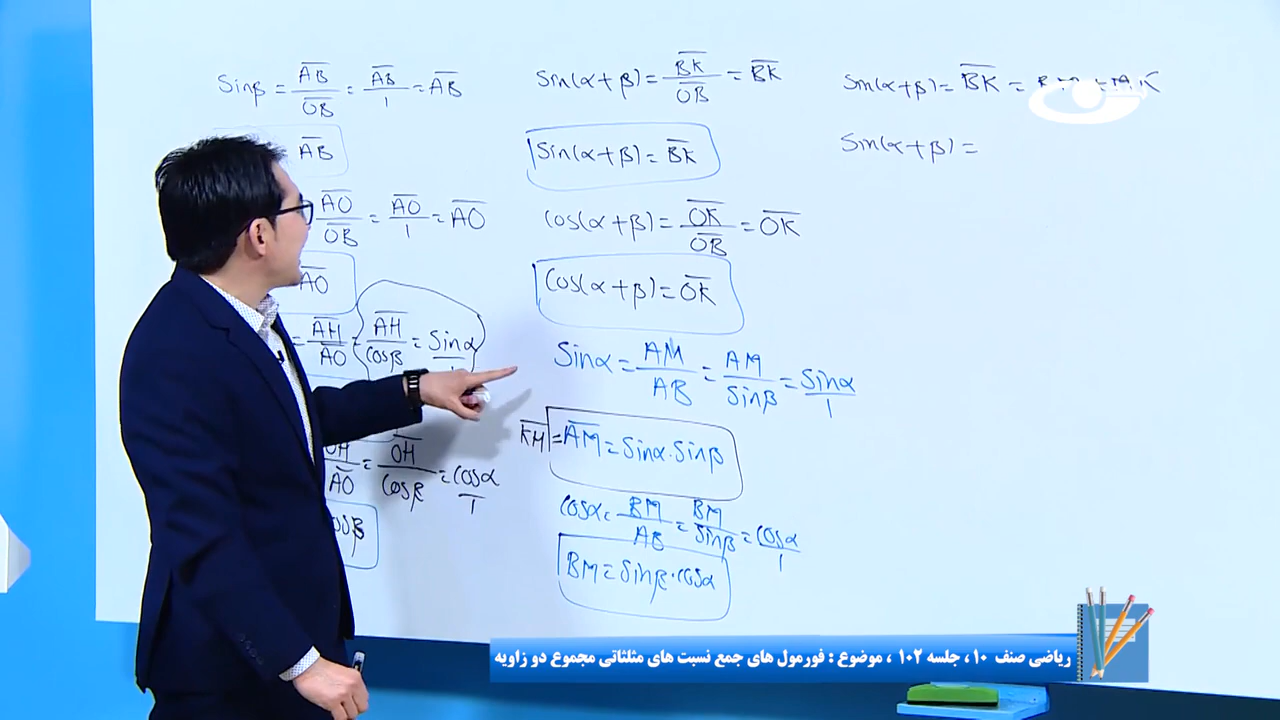 Sinβ = AB/OB = AB/1 = AB
AB
AO/OB = AO/1 = AO
AO
= AH/AO = AH/cosβ = Sinα/1
OH/AO = OH/cosβ = cosα/1
Sin(α+β) = BK/OB = BK
Sin(α+β) = BK
cos(α+β) = OK/OB = OK
Cos(α+β) = OK
Sinα = AM/AB = AM/Sinβ = Sinα/1
KH = AM = Sinα.Sinβ
cosα = BM/AB = BM/Sinβ = cosα/1
BM = Sinβ.cosα
Sin(α+β) = BK =
Sin(α+β) =
ریاضی صنف ۱۰ ، جلسه ۱۰۲ ، موضوع : فورمول های جمع نسبت های مثلثاتی مجموع دو زاویه